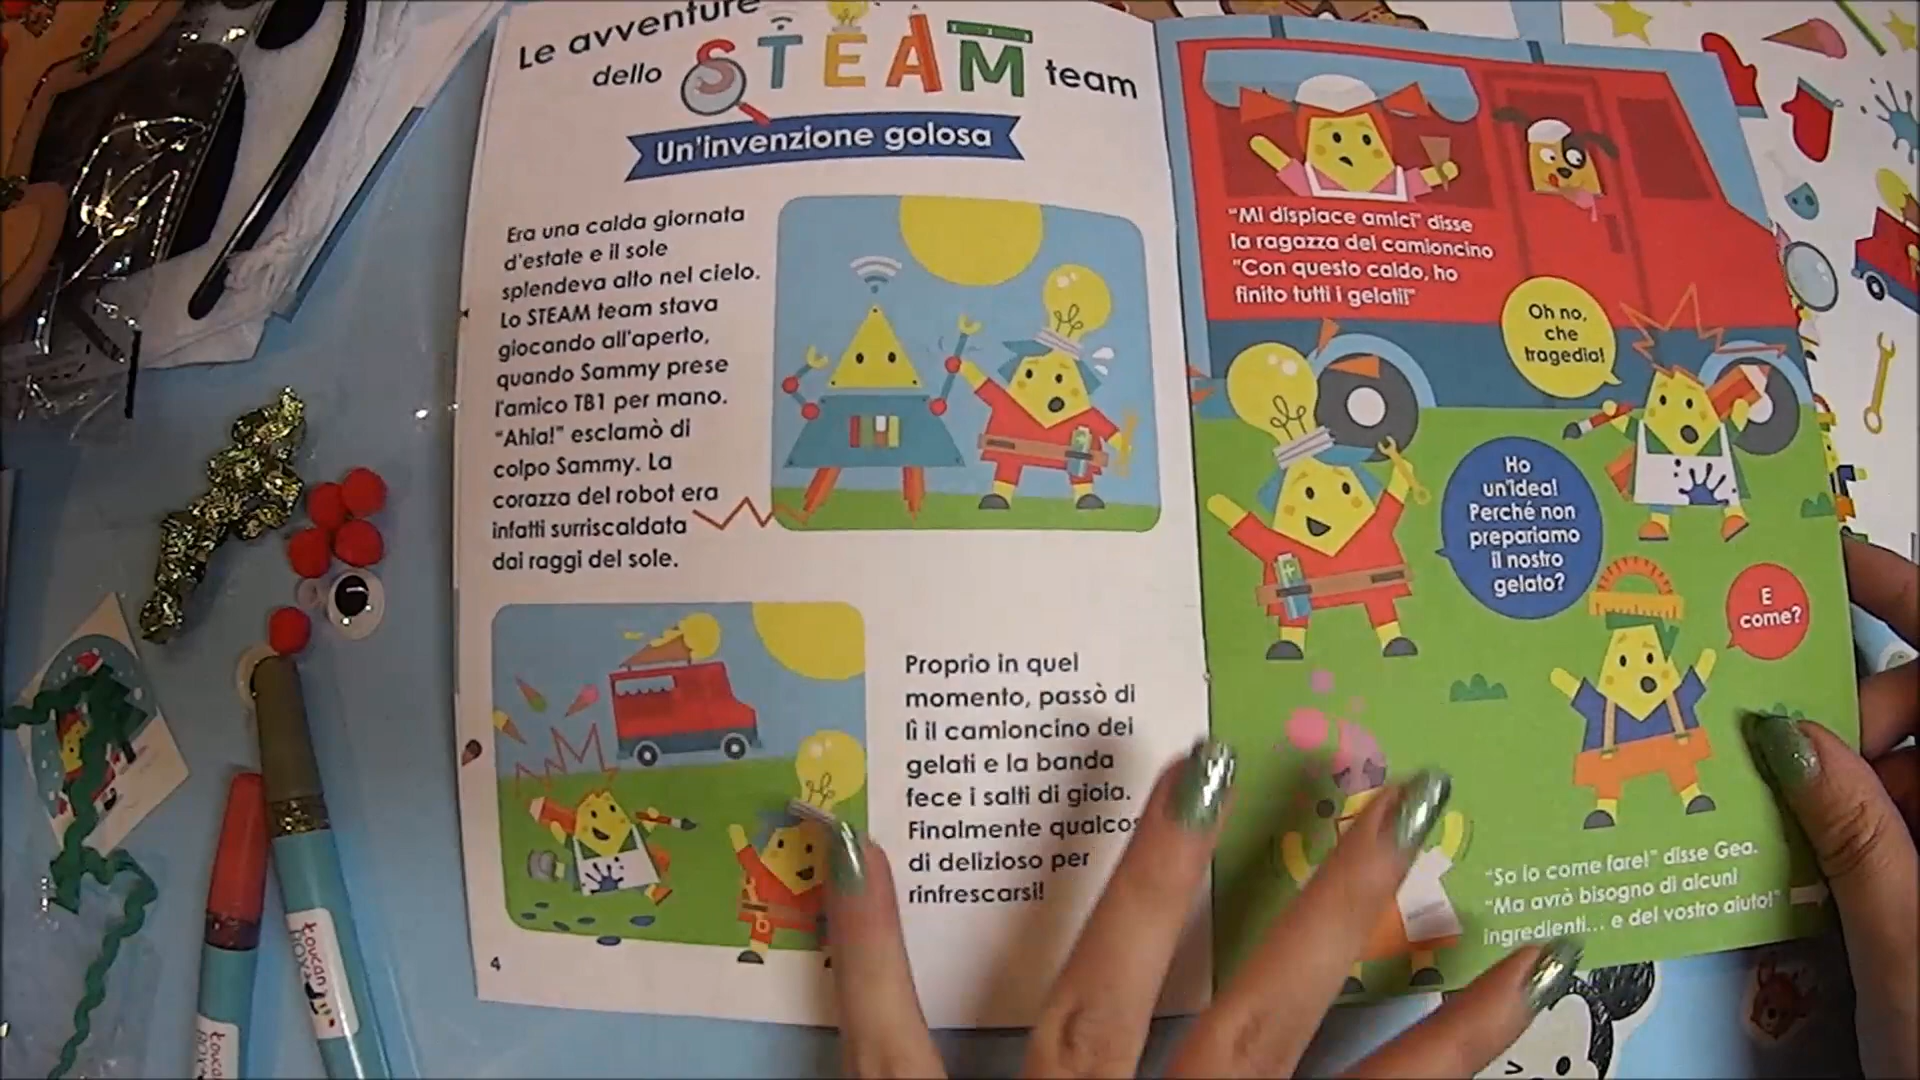 Le avventure
dello STEAM team
Un'invenzione golosa
Era una calda giornata
d'estate e il sole
splendeva alto nel cielo.
Lo STEAM team stava
giocando all'aperto,
quando Sammy prese
l'amico TB1 per mano.
"Ahia!" esclamò di
colpo Sammy. La
corazza del robot era
infatti surriscaldata
dai raggi del sole.
Proprio in quel
momento, passò di
lì il camioncino dei
gelati e la banda
fece i salti di gioia.
Finalmente qualcos
di delizioso per
rinfrescarsi!
4
"Mi dispiace amici" disse
la ragazza del camioncino
"Con questo caldo, ho
finito tutti i gelati!"
Oh no,
che
tragedia!
Ho
un'idea!
Perché non
prepariamo
il nostro
gelato?
E
come?
"So io come fare!" disse Gea.
"Ma avrò bisogno di alcuni
ingredienti... e del vostro aiuto!"
toucan
BOX
touca
BOX